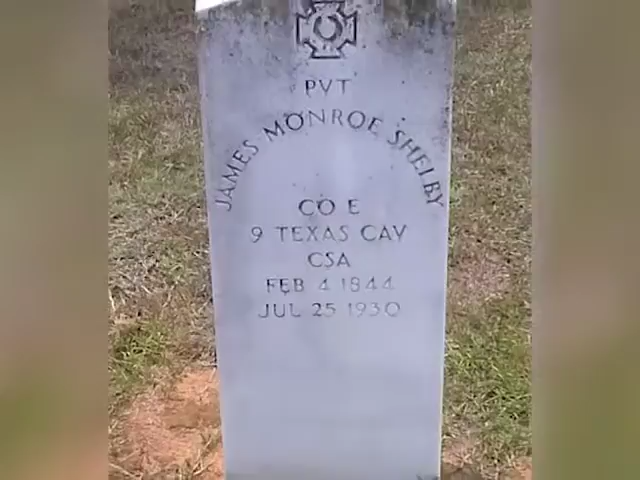 PVT
JAMES MONROE SHELBY
CO E
9 TEXAS CAV
CSA
FEB 4 1844
JUL 25 1930